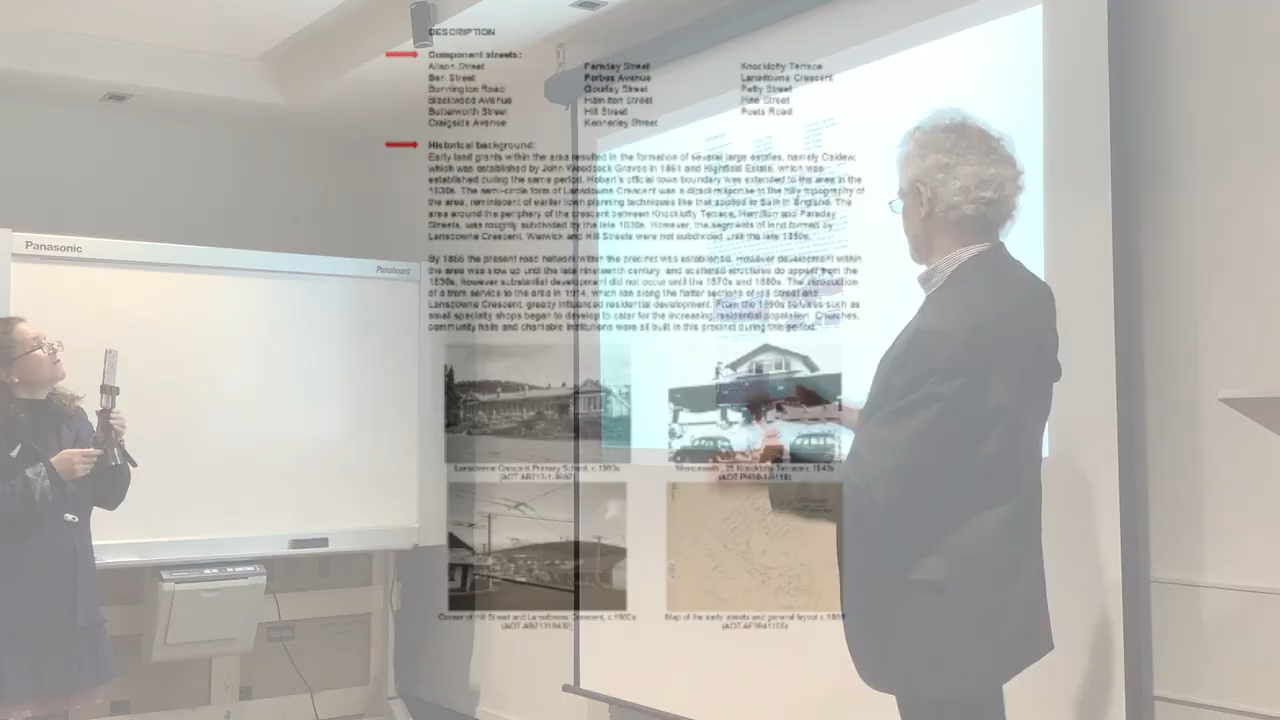 DESCRIPTION
Component streets:
Alison Street Faraday Street Knocklofty Terrace
Ben Street Forbes Avenue Lansdowne Crescent
Bonnington Road Gourlay Street Petty Street
Blackwood Avenue Hamilton Street Pine Street
Butterworth Street Hill Street Poets Road
Craigside Avenue Kennerley Street
Historical background:
Early land grants within the area resulted in the formation of several large estates, namely Caldew,
which was established by John Woodcock Graves in 1861 and Highfield Estate, which was
established during the same period. Hobart's official town boundary was extended to the area in the
1830s. The semi-circle form of Lansdowne Crescent was a direct response to the hilly topography of
the area, reminiscent of earlier town planning techniques like that applied to Bath in England. The
area around the periphery of the crescent between Knocklofty Terrace, Hamilton and Faraday
Streets, was roughly subdivided by the late 1830s. However, the segments of land formed by
Lansdowne Crescent, Warwick and Hill Streets were not subdivided until the late 1850s.
By 1866 the present road network within the precinct was established. However development within
the area was slow up until the late nineteenth century, and scattered structures do appear from the
1830s, however substantial development did not occur until the 1870s and 1880s. The introduction
of a tram service to the area in 1914, which ran along the flatter sections of Hill Street and
Lansdowne Crescent, greatly influenced residential development. From the 1890s services such as
small specialty shops began to develop to cater for the increasing residential population. Churches,
community halls and charitable institutions were all built in this precinct during this period.
Panasonic
Panaboard
Lansdowne Crescent Primary School, c.1900s
25 Knocklofty Terrace c.1940s
Corner of Hill Street and Lansdowne Crescent, c.1960s
Map of the early streets and general layout